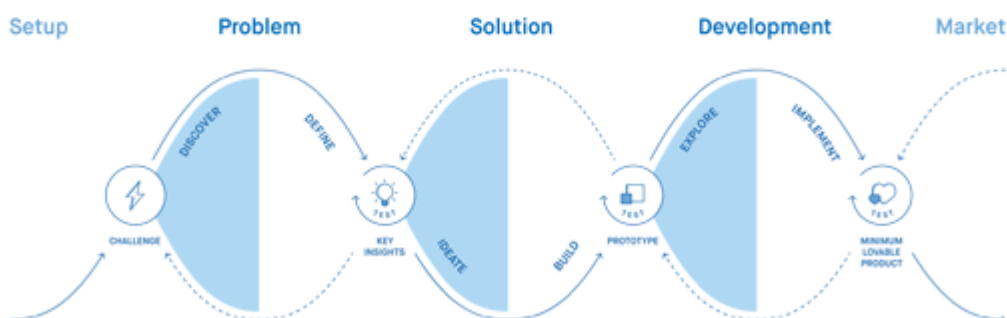 Setup
Problem
Solution
Development
Market
DISCOVER
DEFINE
EXPLORE
IMPLEMENT
TEST
TEST
TEST
CHALLENGE
KEY
INSIGHTS
IDEATE
BUILD
PROTOTYPE
MINIMUM
LOVABLE
PRODUCT